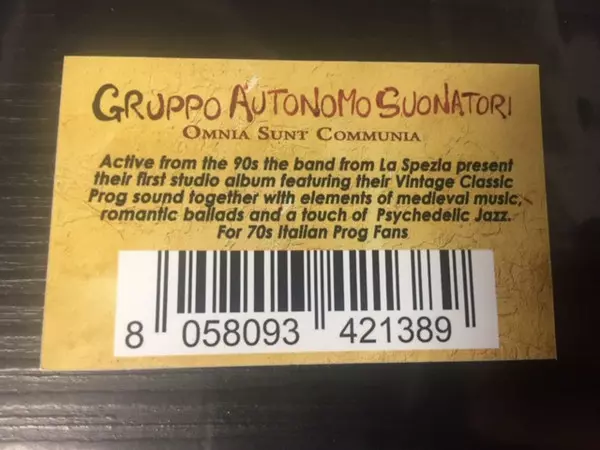 GRUPPO AUTONOMO SUONATORI
OMNIA SUNT COMMUNIA
Active from the 90s the band from La Spezia present
their first studio album featuring their Vintage Classic
Prog sound together with elements of medieval music,
romantic ballads and a touch of Psychedelic Jazz.
For 70s Italian Prog Fans
8 058093 421389